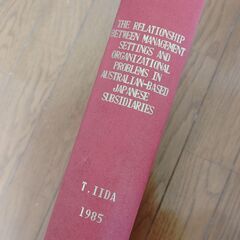 THE RELATIONSHIP
BETWEEN MANAGEMENT
SETTINGS AND
ORGANIZATIONAL
PROBLEMS IN
AUSTRALIAN-BASED
JAPANESE
SUBSIDIARIES
T.IIDA
1985